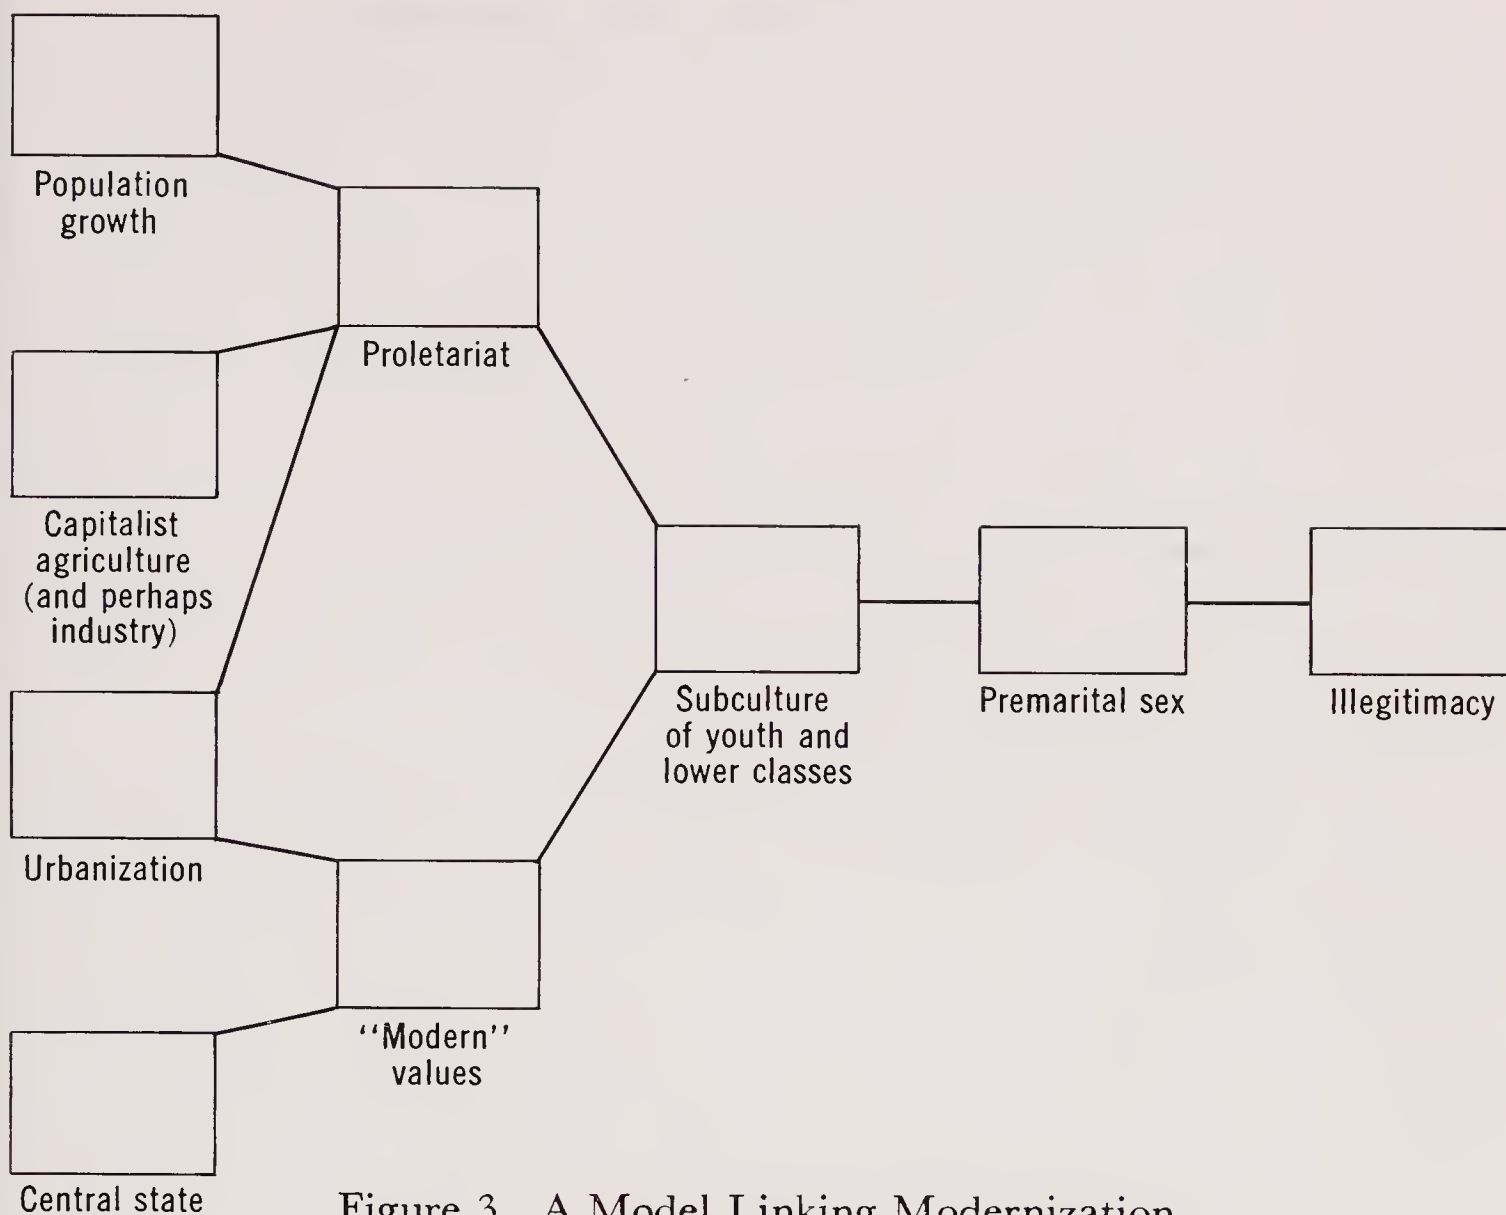 Population
growth
Proletariat
Capitalist
agriculture
(and perhaps
industry)
Urbanization
Subculture
of youth and
lower classes
Premarital sex
Illegitimacy
“Modern”
values
Central state
Figure 3. A Model Linking Modernization